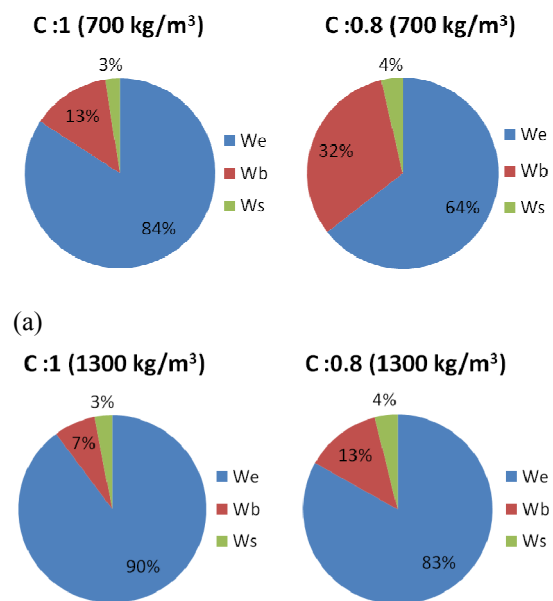 C :1 (700 kg/m³)
C :0.8 (700 kg/m³)
3%
13%
84%
We
Wb
Ws
4%
32%
64%
We
Wb
Ws
(a)
C :1 (1300 kg/m³)
C :0.8 (1300 kg/m³)
3%
7%
90%
We
Wb
Ws
4%
13%
83%
We
Wb
Ws